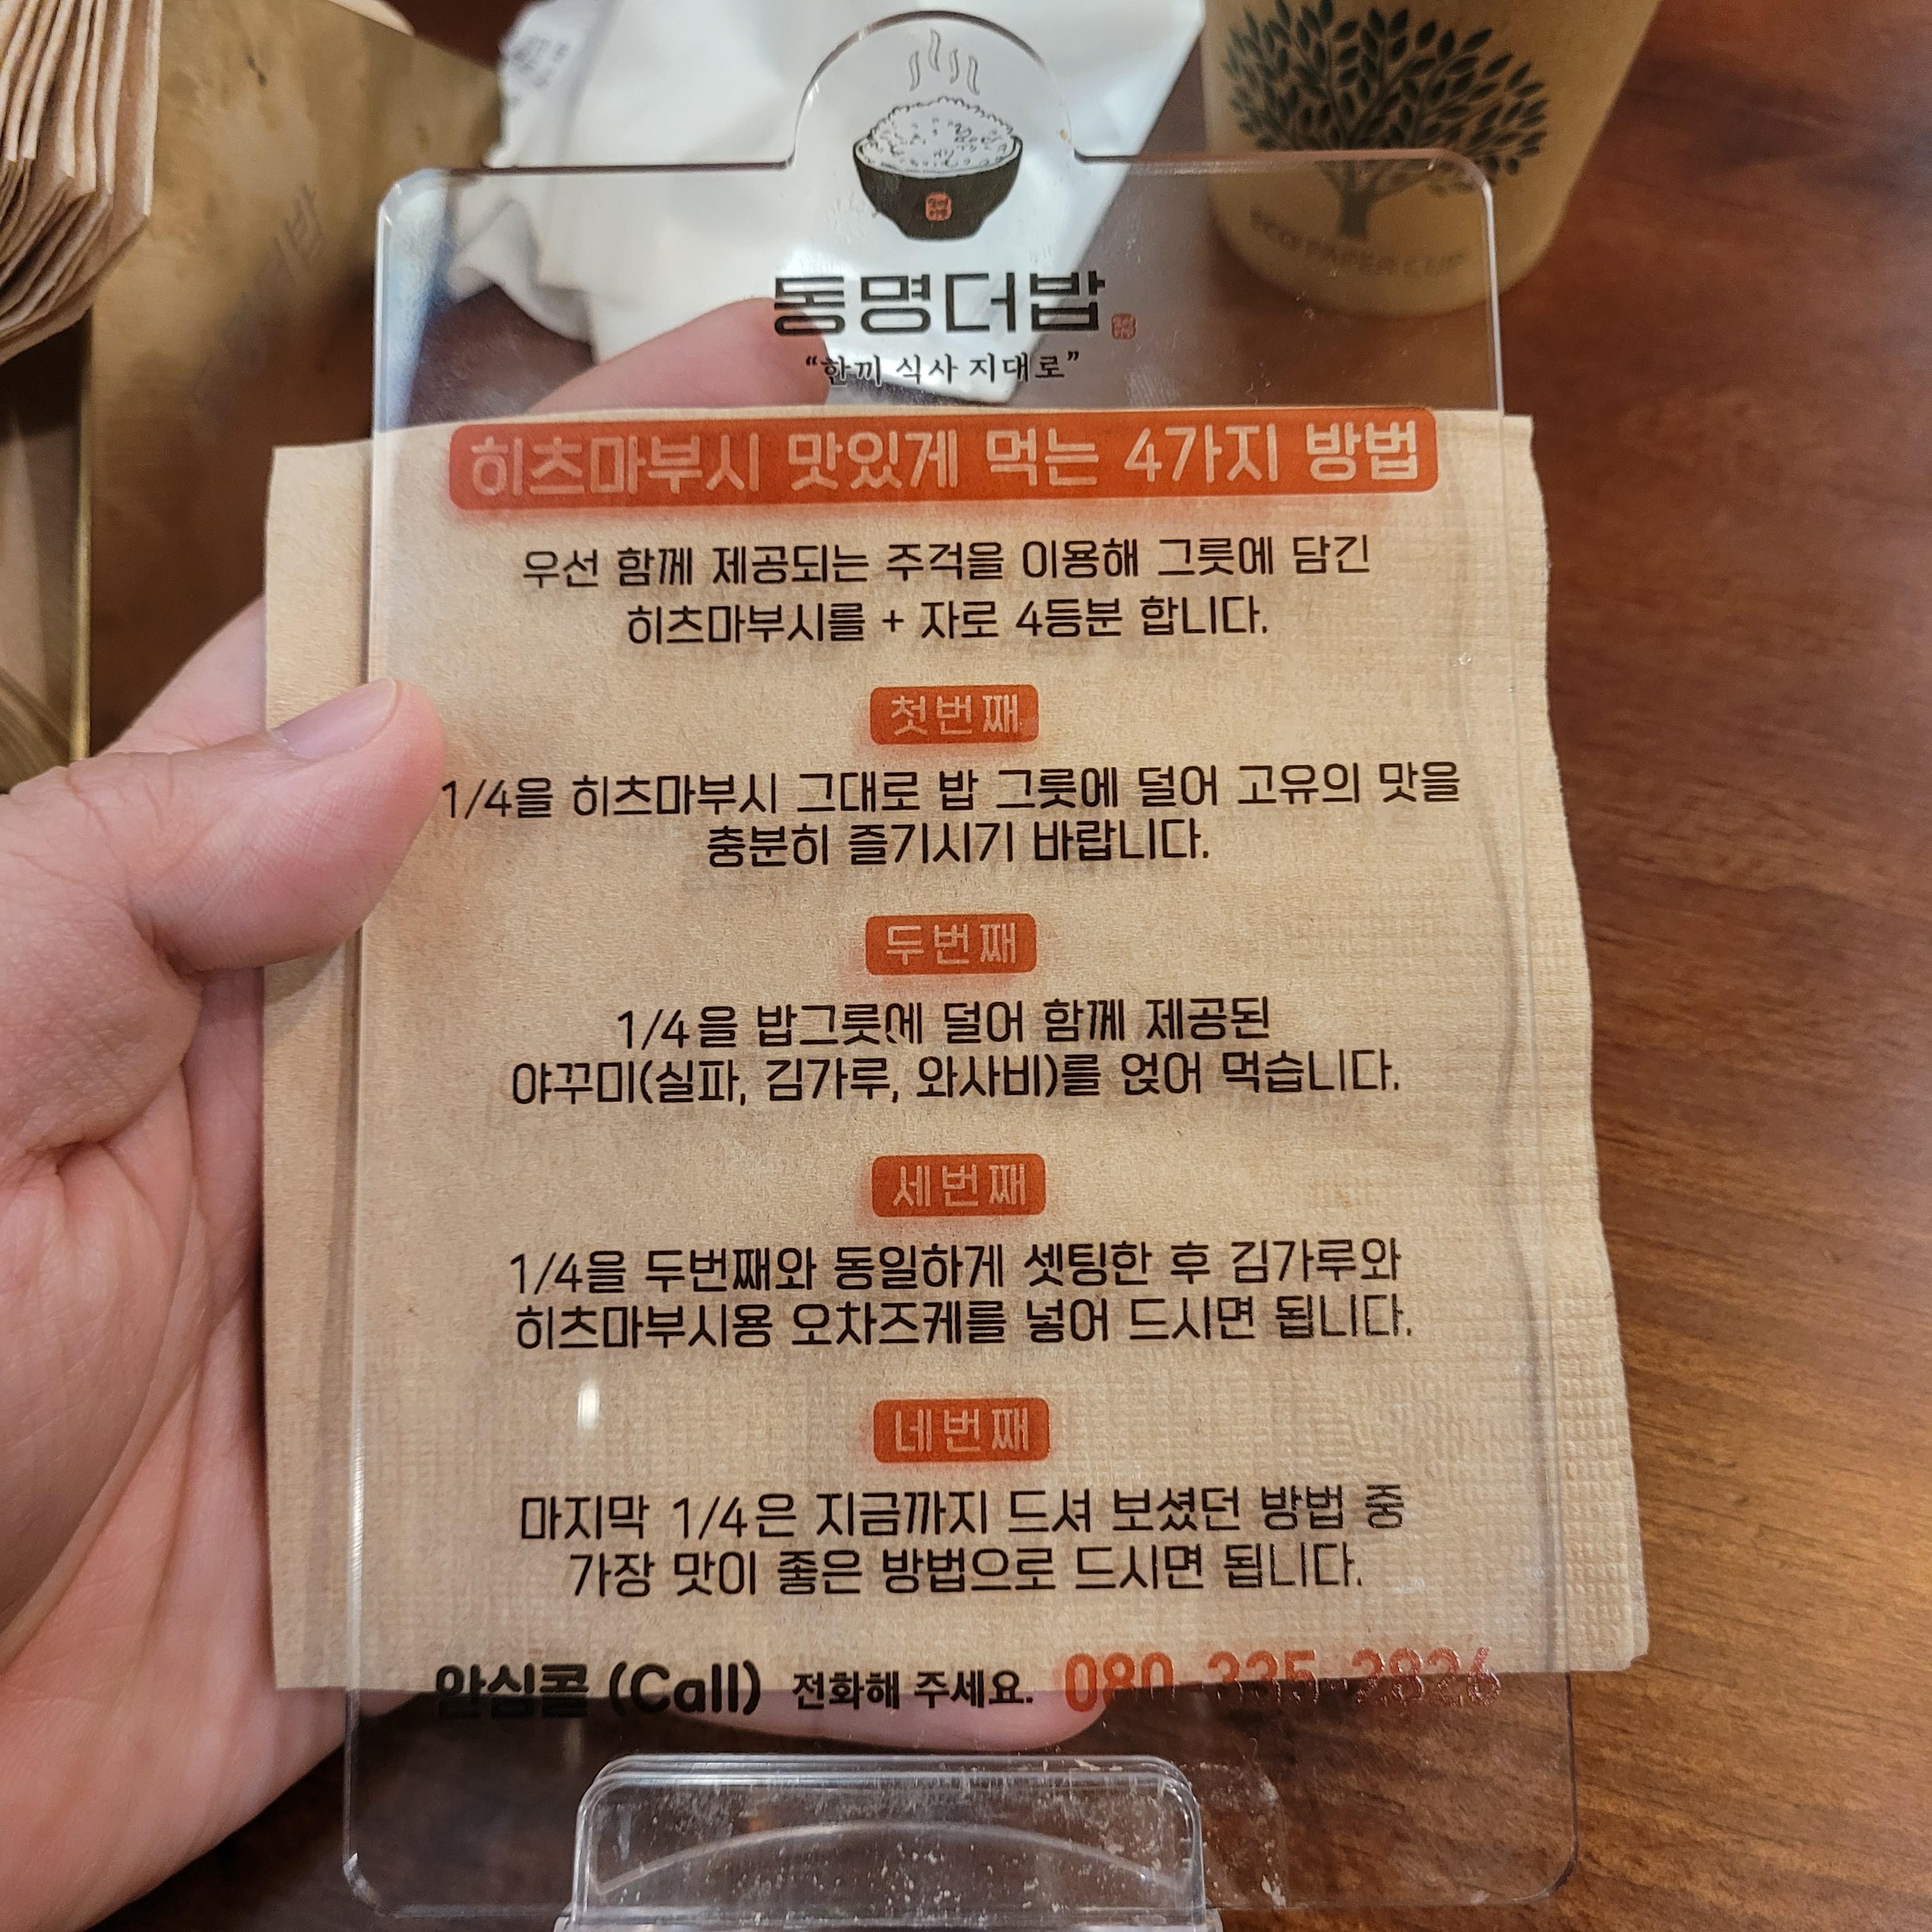 동명더밥
"한끼 식사 지대로"
히츠마부시 맛있게 먹는 4가지 방법
우선 함께 제공되는 주걱을 이용해 그릇에 담긴
히츠마부시를 + 자로 4등분 합니다.
첫번째
1/4을 히츠마부시 그대로 밥 그릇에 덜어 고유의 맛을
충분히 즐기시기 바랍니다.
두번째
1/4을 밥그릇에 덜어 함께 제공된
야꾸미(실파, 김가루, 와사비)를 얹어 먹습니다.
세번째
1/4을 두번째와 동일하게 셋팅한 후 김가루와
히츠마부시용 오차즈케를 넣어 드시면 됩니다.
네번째
마지막 1/4은 지금까지 드셔 보셨던 방법 중
가장 맛이 좋은 방법으로 드시면 됩니다.
안심콜 (Call) 전화해 주세요. 080-335-2826
ECO PAPER CUP